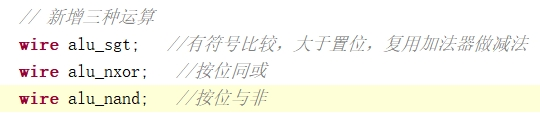 // 新增三种运算
wire alu_sgt;   //有符号比较，大于置位，复用加法器做减法
wire alu_nxor;   //按位同或
wire alu_nand;   //按位与非